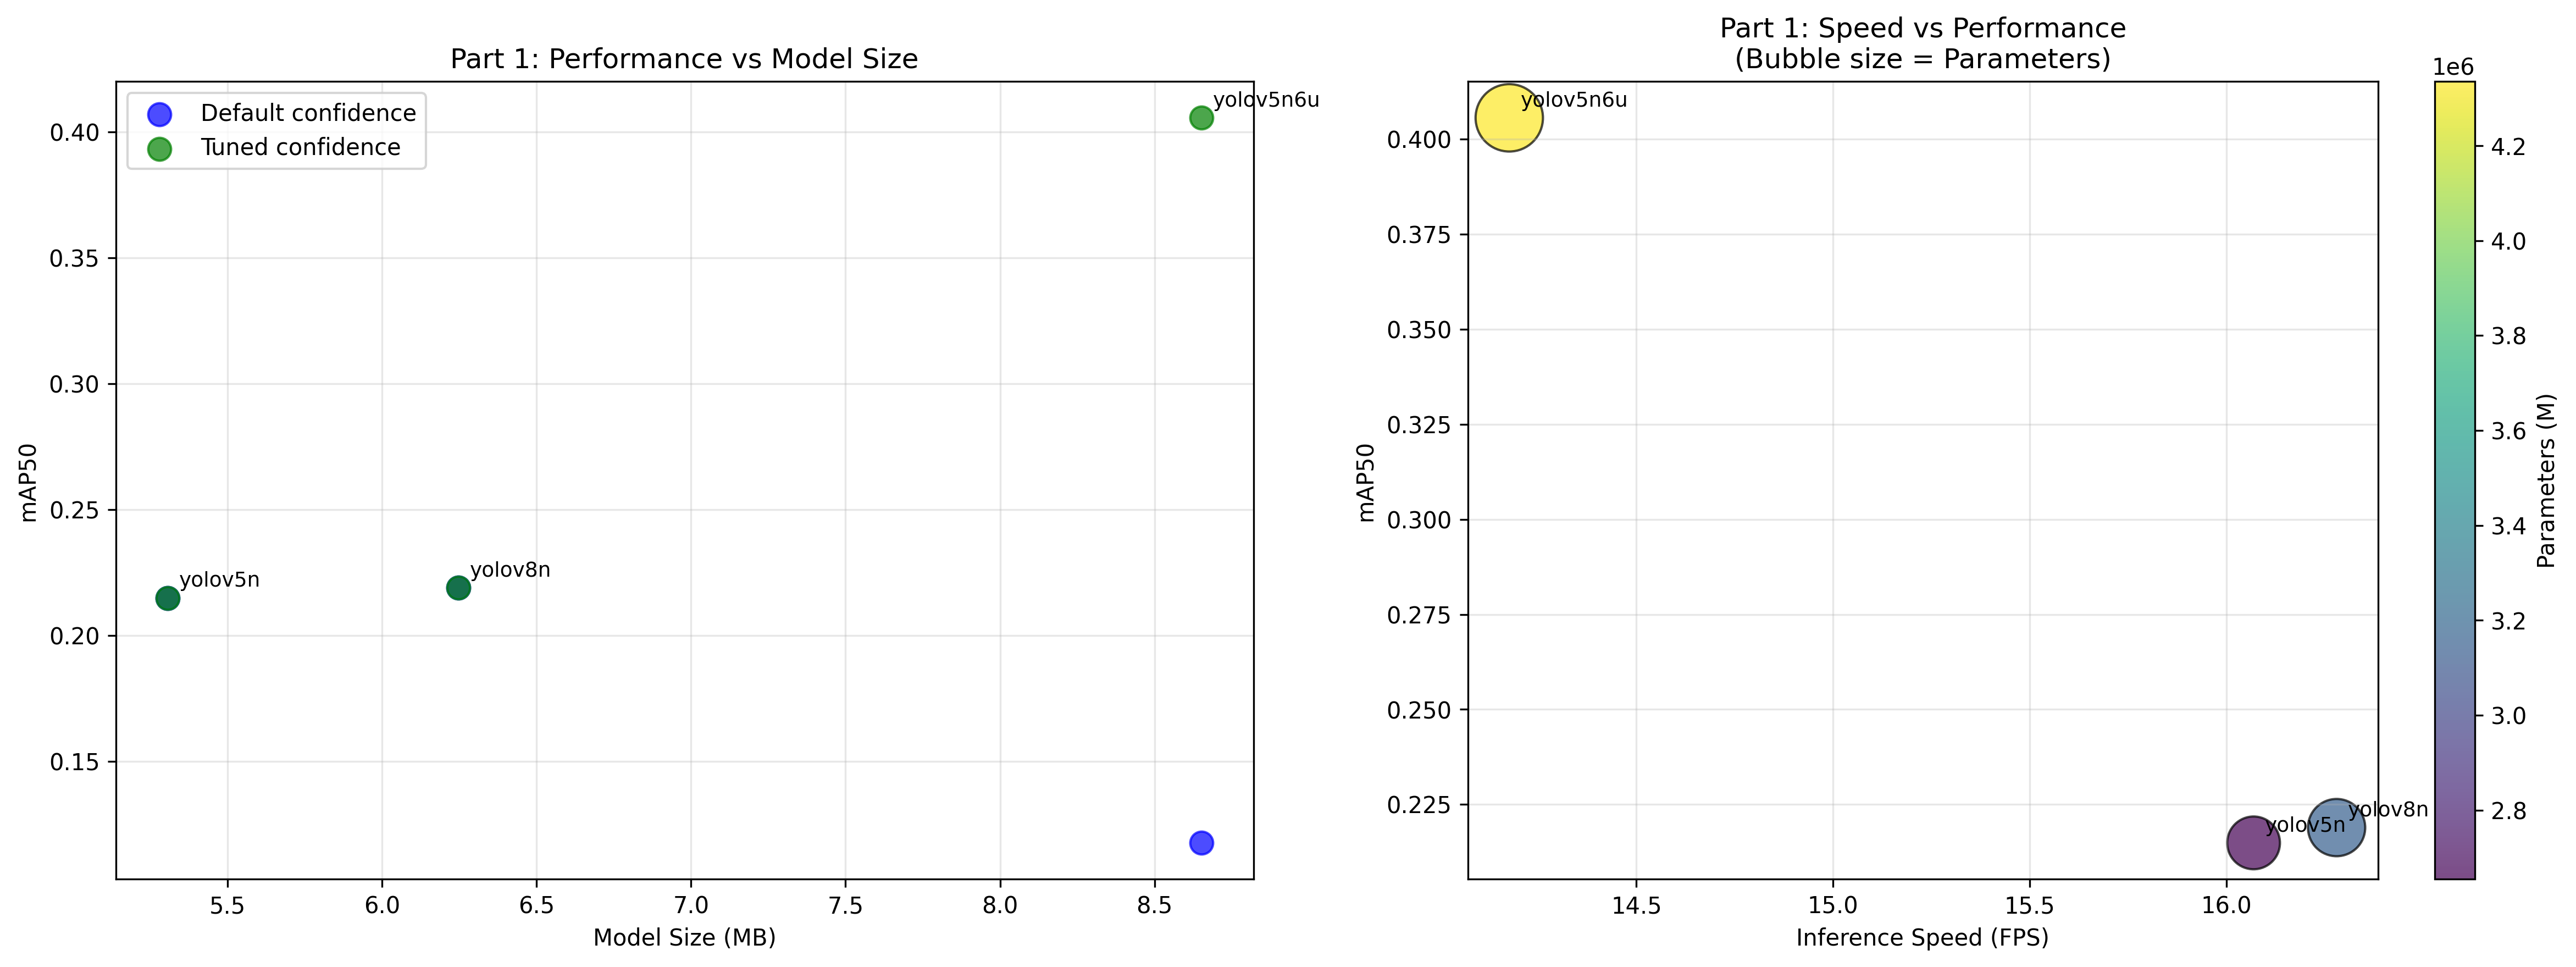 Part 1: Performance vs Model Size
Default confidence
Tuned confidence
yolov5n6u
yolov5n
yolov8n
0.40
0.35
0.30
0.25
0.20
0.15
mAP50
5.5
6.0
6.5
7.0
7.5
8.0
8.5
Model Size (MB)
Part 1: Speed vs Performance
(Bubble size = Parameters)
yolov5n6u
yolov5n
yolov8n
0.400
0.375
0.350
0.325
0.300
0.275
0.250
0.225
mAP50
14.5
15.0
15.5
16.0
Inference Speed (FPS)
1e6
4.2
4.0
3.8
3.6
3.4
3.2
3.0
2.8
Parameters (M)